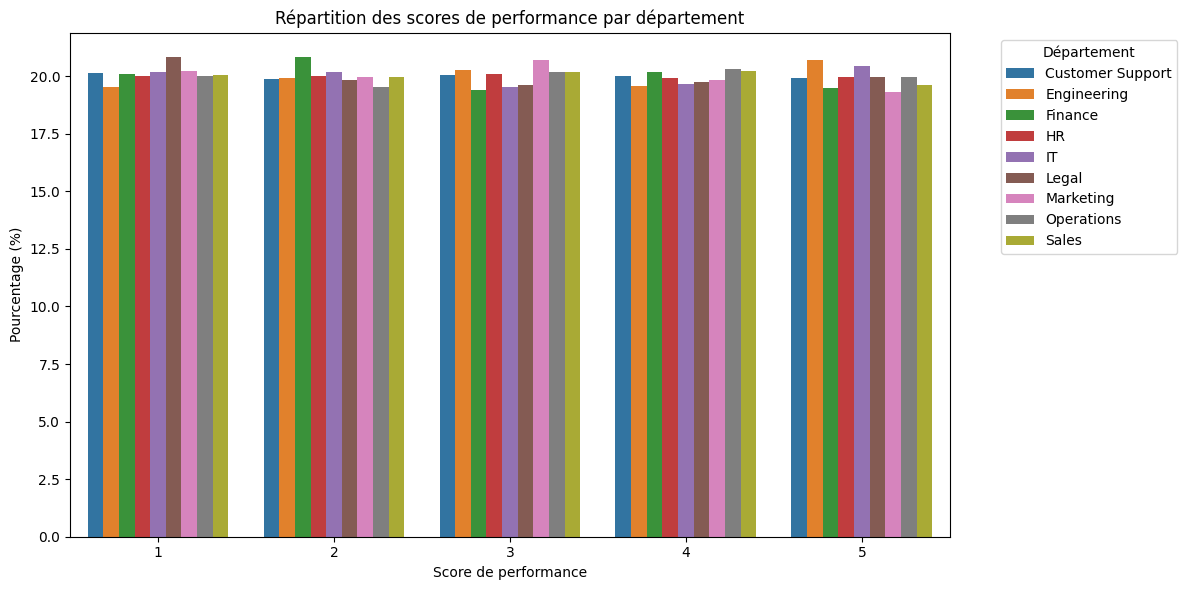 Répartition des scores de performance par département
Pourcentage (%)
20.0
17.5
15.0
12.5
10.0
7.5
5.0
2.5
0.0
1 2 3 4 5
Score de performance
Département
Customer Support
Engineering
Finance
HR
IT
Legal
Marketing
Operations
Sales